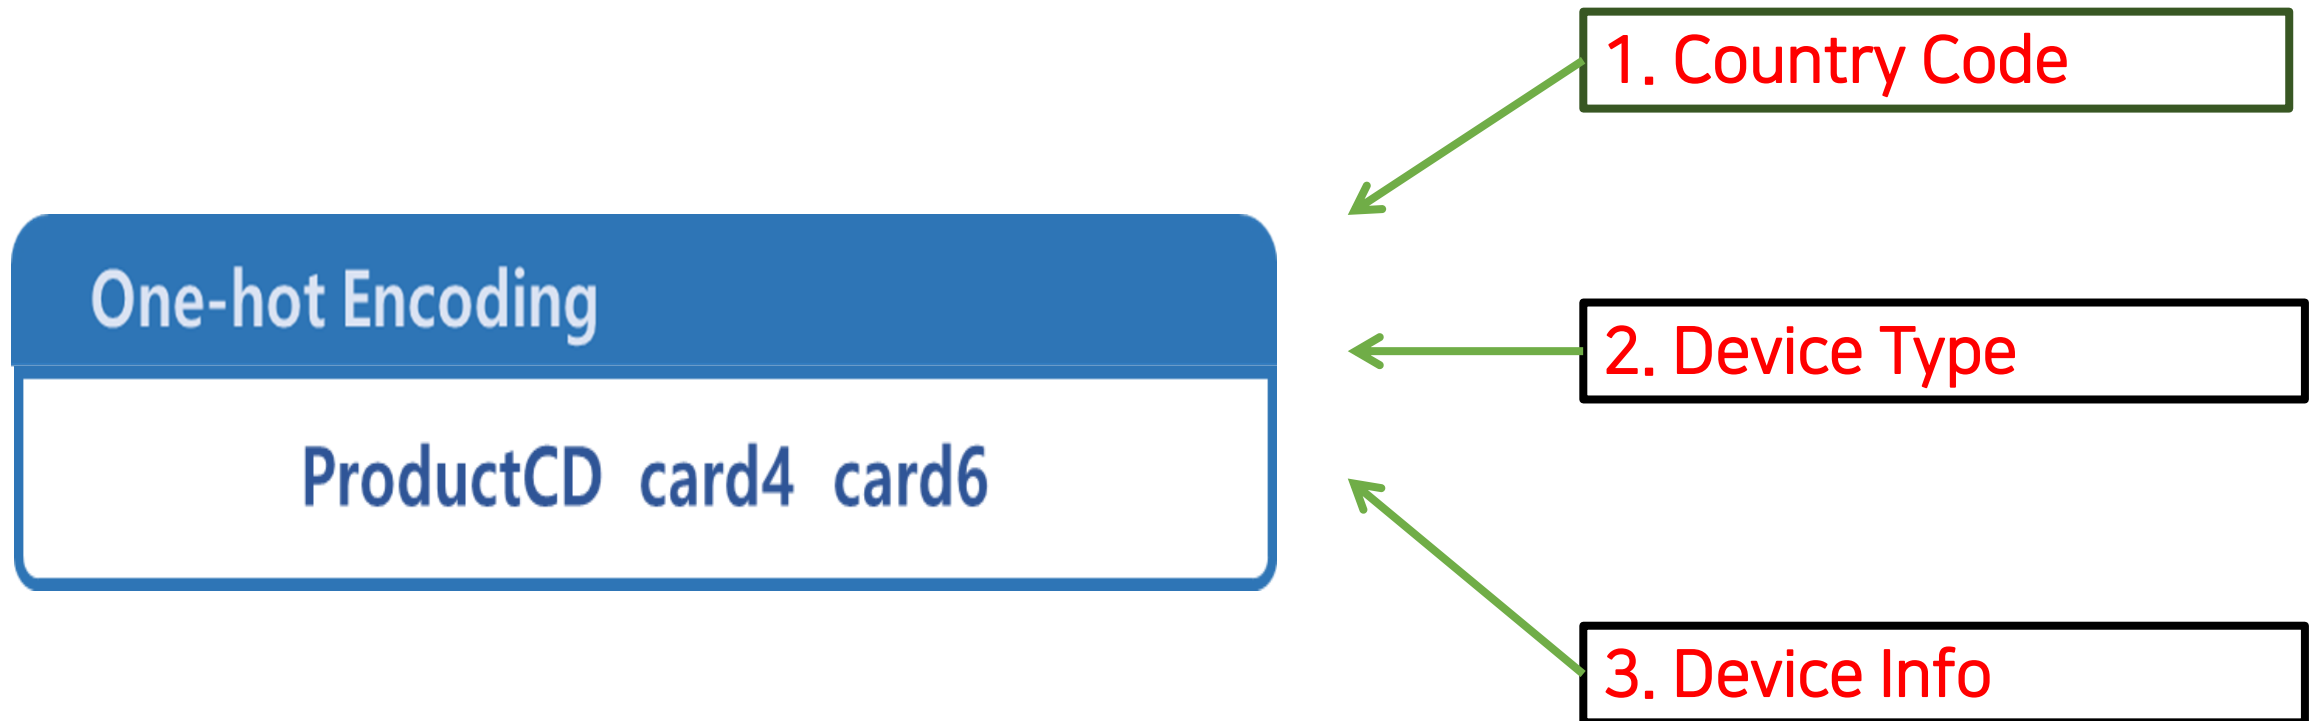 1. Country Code
One-hot Encoding
2. Device Type
ProductCD card4 card6
3. Device Info